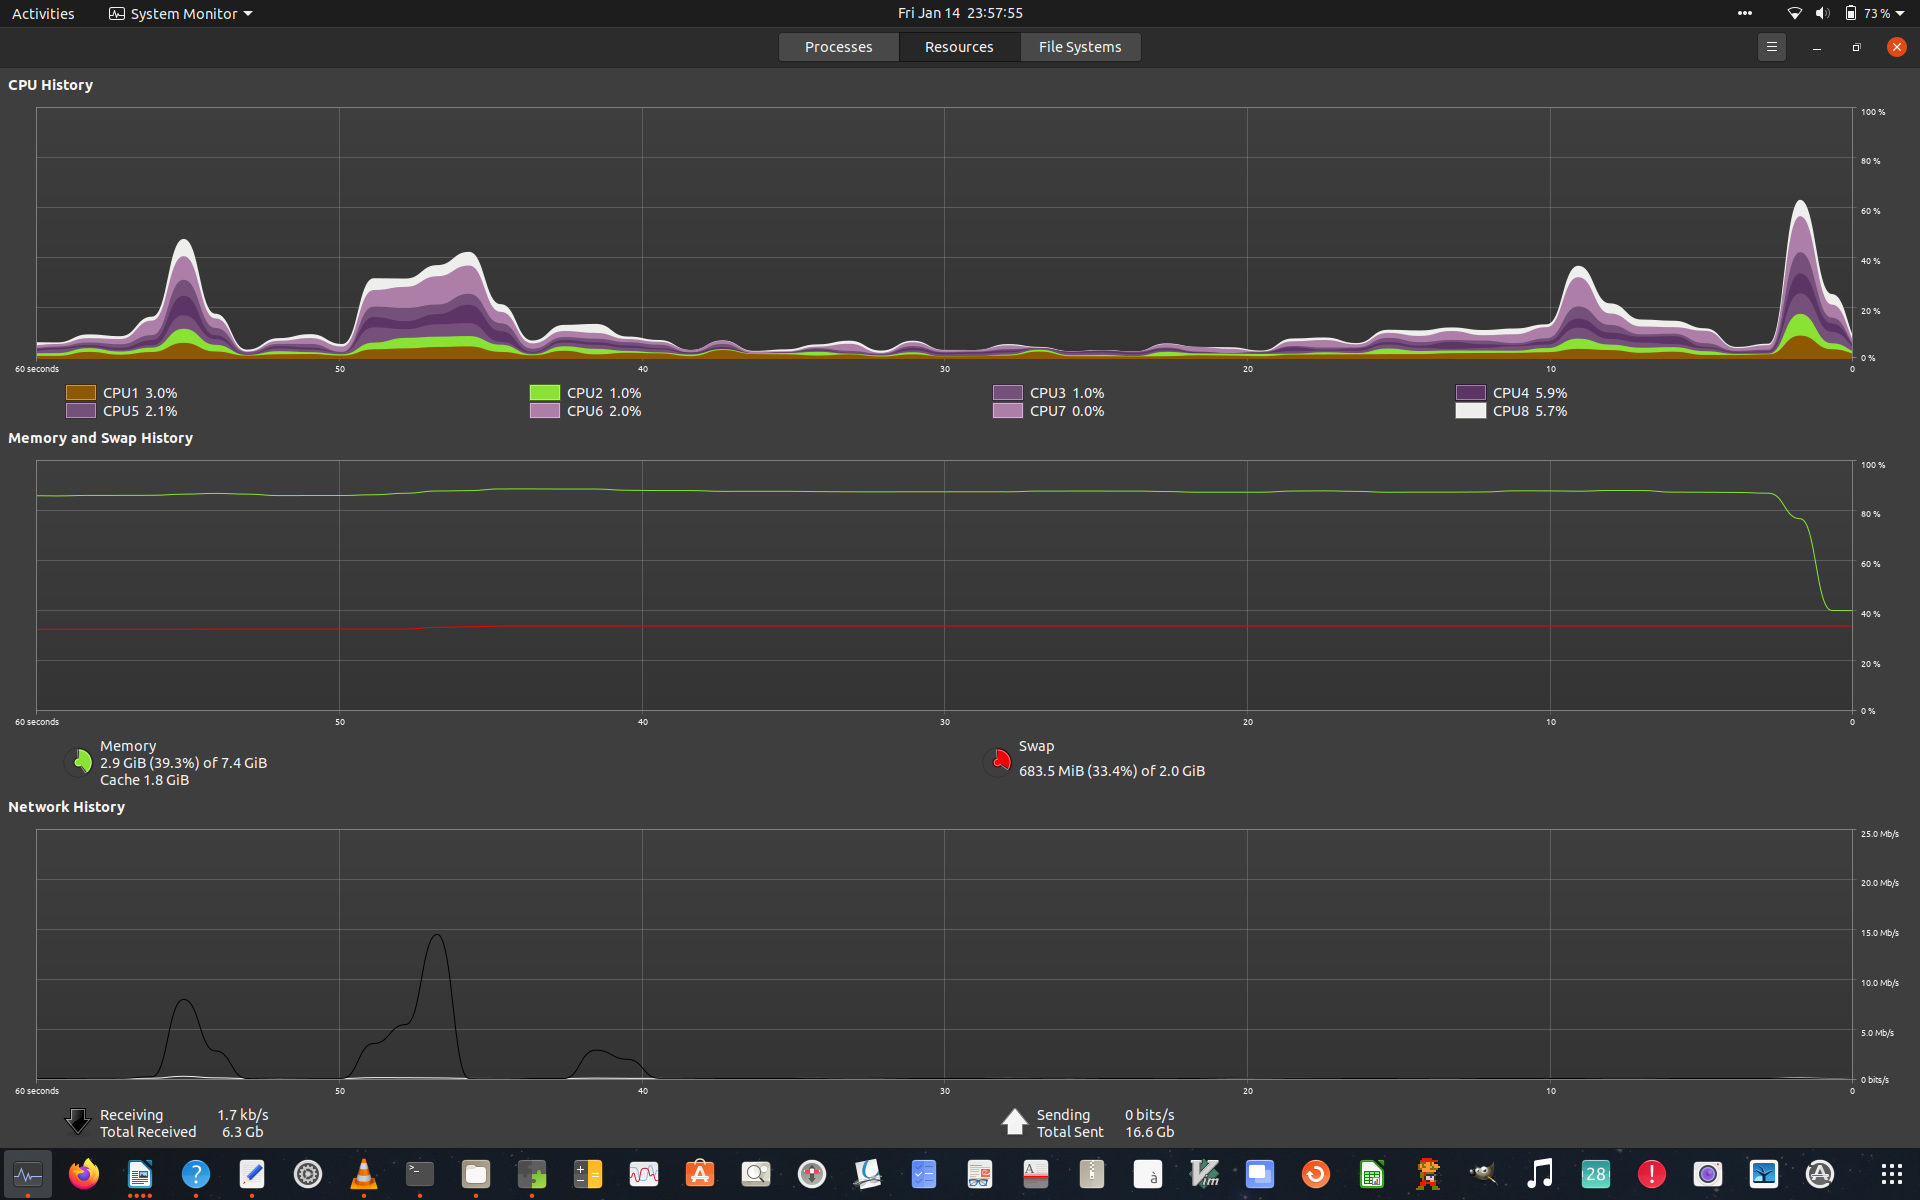 Activities System Monitor Fri Jan 14 23:57:55 73 %
Processes Resources File Systems
CPU History
100 %
80 %
60 %
40 %
20 %
0 %
60 seconds 50 40 30 20 10 0
CPU1 3.0% CPU2 1.0% CPU3 1.0% CPU4 5.9%
CPU5 2.1% CPU6 2.0% CPU7 0.0% CPU8 5.7%
Memory and Swap History
100 %
80 %
60 %
40 %
20 %
0 %
60 seconds 50 40 30 20 10 0
Memory
2.9 GiB (39.3%) of 7.4 GiB
Cache 1.8 GiB
Swap
683.5 MiB (33.4%) of 2.0 GiB
Network History
25.0 Mb/s
20.0 Mb/s
15.0 Mb/s
10.0 Mb/s
5.0 Mb/s
0 bits/s
60 seconds 50 40 30 20 10 0
Receiving 1.7 kb/s
Total Received 6.3 Gb
Sending 0 bits/s
Total Sent 16.6 Gb
? >_ A à Vim 28 !